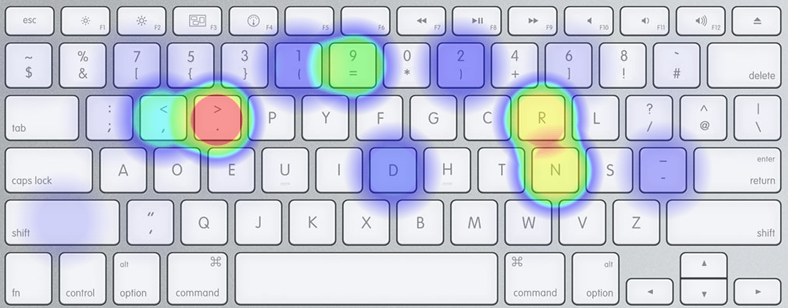 esc F1 F2 F3 F4 F5 F6 F7 F8 F9 F10 F11 F12
~ % 7 5 3 1 9 0 2 4 6 8 `
$ & [ { } ( = * ) + ] ! # delete
: < > ? ^ |
tab ; , . P Y F G C R L / @ \
_ enter
caps lock A O E U I D H T N S - return
“
shift ‚ Q J K X B M W V Z shift
alt ⌘ ⌘ alt
fn control option command command option